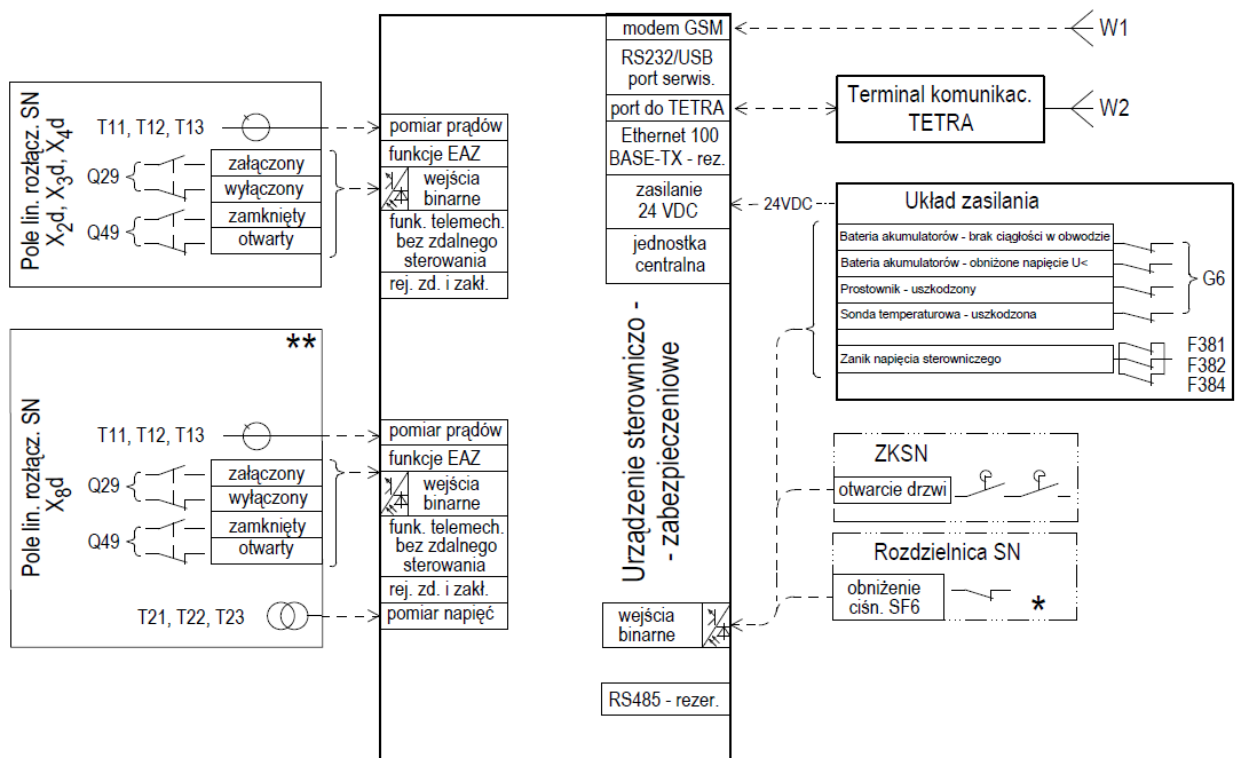 modem GSM
W1
RS232/USB
port serwis.
port do TETRA
Terminal komunikac.
TETRA
W2
Ethernet 100
BASE-TX - rez.
zasilanie
24 VDC
24VDC
jednostka
centralna
Pole lin. rozłącz. SN
X2d, X3d, X4d
T11, T12, T13
Q29
załączony
wyłączony
Q49
zamknięty
otwarty
pomiar prądów
funkcje EAZ
wejścia
binarne
funk. telemech.
bez zdalnego
sterowania
rej. zd. i zakł.
Układ zasilania
Bateria akumulatorów - brak ciągłości w obwodzie
Bateria akumulatorów - obniżone napięcie U<
Prostownik - uszkodzony
Sonda temperaturowa - uszkodzona
G6
Zanik napięcia sterowniczego
F381
F382
F384
Urządzenie sterowniczo -
- zabezpieczeniowe
**
Pole lin. rozłącz. SN
X8d
T11, T12, T13
Q29
załączony
wyłączony
Q49
zamknięty
otwarty
T21, T22, T23
pomiar prądów
funkcje EAZ
wejścia
binarne
funk. telemech.
bez zdalnego
sterowania
rej. zd. i zakł.
pomiar napięć
ZKSN
otwarcie drzwi
Rozdzielnica SN
obniżenie
ciśn. SF6
*
wejścia
binarne
RS485 - rezer.